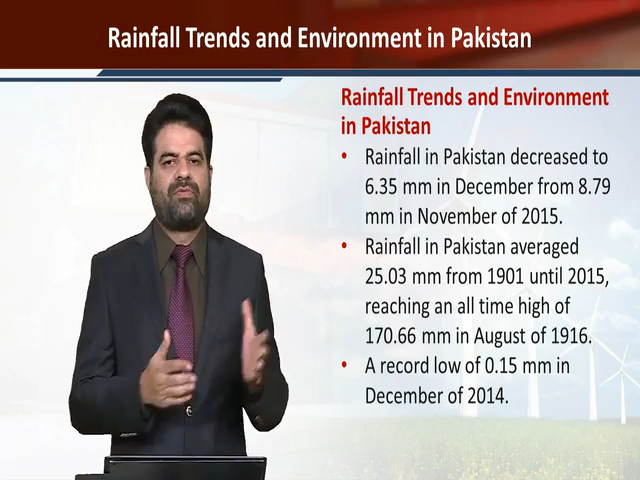 Rainfall Trends and Environment in Pakistan
Rainfall Trends and Environment
in Pakistan
• Rainfall in Pakistan decreased to
6.35 mm in December from 8.79
mm in November of 2015.
• Rainfall in Pakistan averaged
25.03 mm from 1901 until 2015,
reaching an all time high of
170.66 mm in August of 1916.
• A record low of 0.15 mm in
December of 2014.